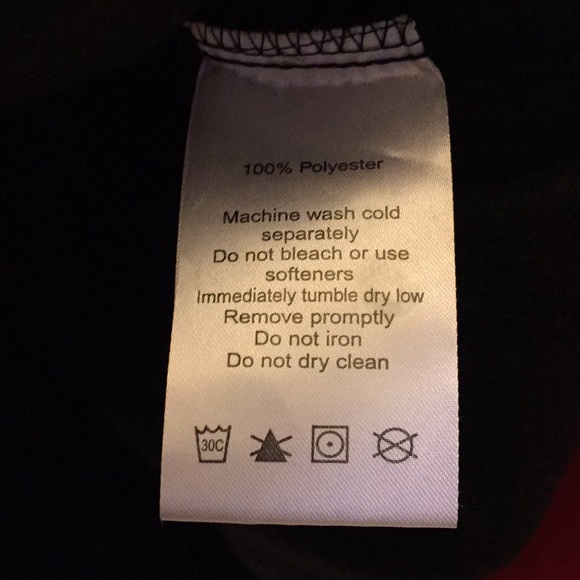 100% Polyester
Machine wash cold
separately
Do not bleach or use
softeners
Immediately tumble dry low
Remove promptly
Do not iron
Do not dry clean
30C